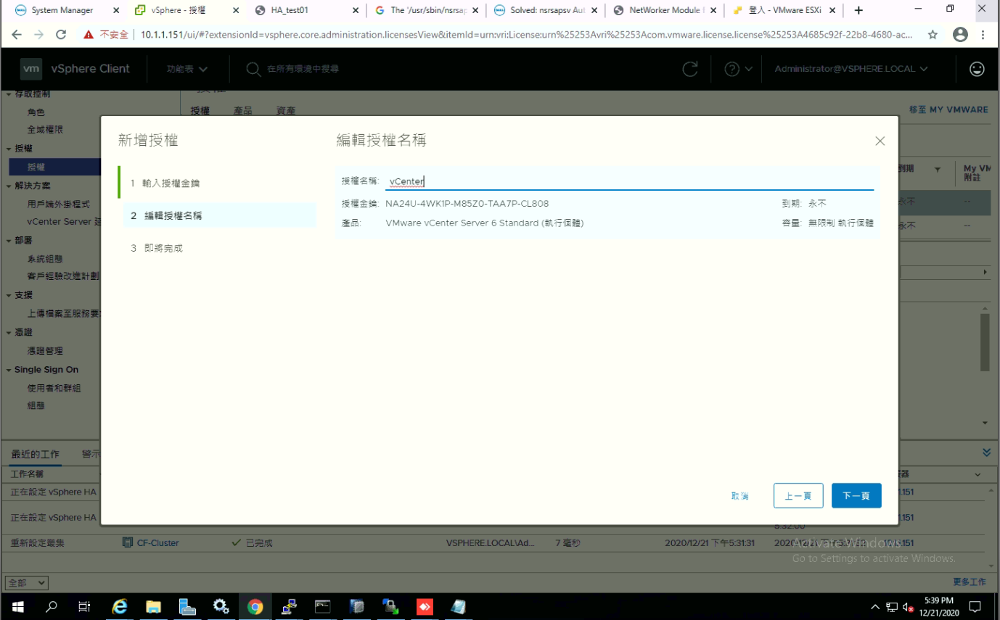 System Manager
vSphere - 授權
HA_test01
The '/usr/sbin/nsrsap
Solved: nsrsapsv Aut
NetWorker Module
登入 - VMware ESXi
不安全
10.1.1.151/ui/#?extensionId=vsphere.core.administration.licensesView&itemId=urn:vri:License:urn%25253Avri%25253Acom.vmware.license.license%25253A4685c92f-22b8-4680-ac...
vm vSphere Client
功能表
在所有環境中搜尋
Administrator@VSPHERE.LOCAL
存取控制
角色
全域權限
授權
授權
解決方案
用戶端外掛程式
vCenter Server
部署
系統組態
客戶經驗改進計劃
支援
上傳檔案至服務要
憑證
憑證管理
Single Sign On
使用者和群組
組態
授權 產品 資產
移至 MY VMWARE
到期
My VM
附註
永不 --
永不 --
新增授權
1 輸入授權金鑰
2 編輯授權名稱
3 即將完成
編輯授權名稱
授權名稱: vCenter
授權金鑰: NA24U-4WK1P-M85Z0-TAA7P-CL808
到期: 永不
產品: VMware vCenter Server 6 Standard (執行個體)
容量: 無限制 執行個體
取消
上一頁
下一頁
最近的工作
警示
工作名稱
正在設定 vSphere HA
.151
正在設定 vSphere HA
5:32:00
.151
重新設定叢集
CF-Cluster
已完成
VSPHERE.LOCAL\Ad...
7 毫秒
2020/12/21 下午5:31:31
Activate Windows
Go to Settings to activate Windows.
全部
更多工作
5:39 PM
12/21/2020